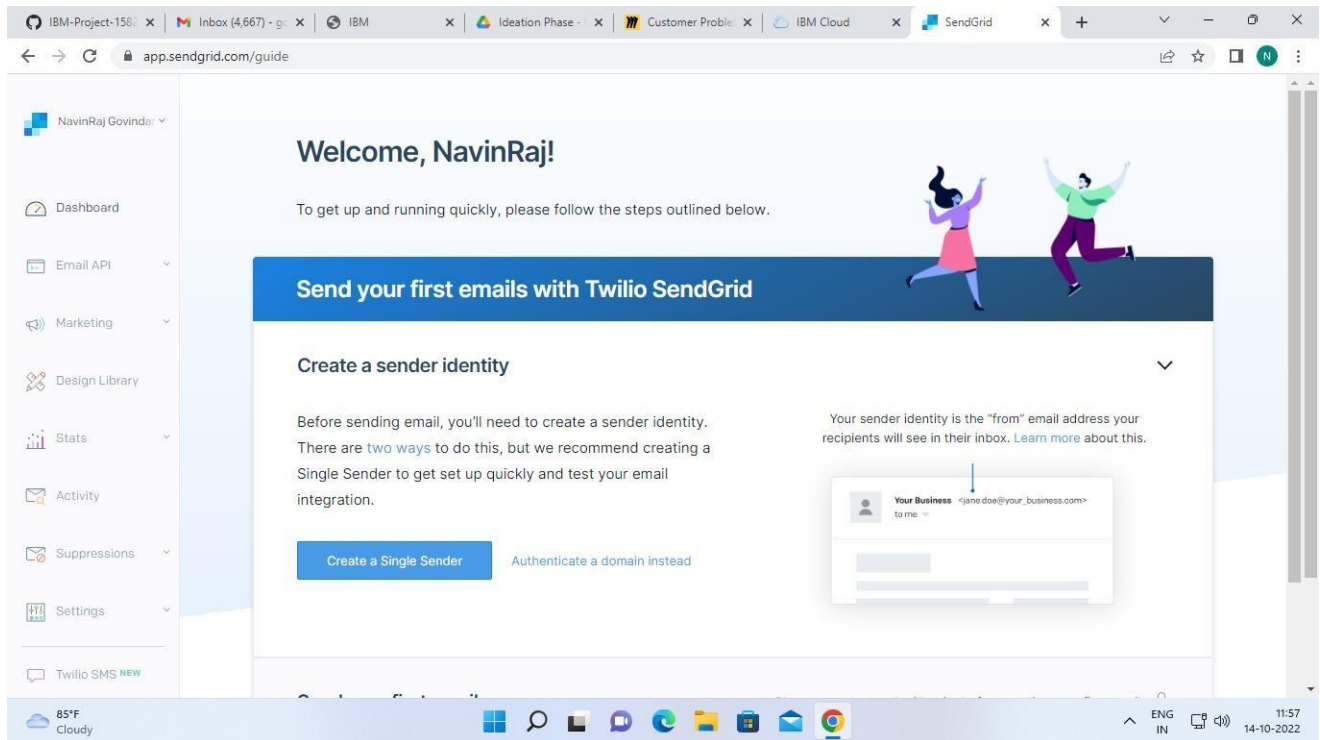 IBM-Project-1582
Inbox (4,667) - gc
IBM
Ideation Phase -
Customer Proble
IBM Cloud
SendGrid
app.sendgrid.com/guide
N
NavinRaj Govindar
Dashboard
Email API
Marketing
Design Library
Stats
Activity
Suppressions
Settings
Twilio SMS NEW
Welcome, NavinRaj!
To get up and running quickly, please follow the steps outlined below.
Send your first emails with Twilio SendGrid
Create a sender identity
Before sending email, you'll need to create a sender identity.
There are two ways to do this, but we recommend creating a
Single Sender to get set up quickly and test your email
integration.
Create a Single Sender
Authenticate a domain instead
Your sender identity is the "from" email address your
recipients will see in their inbox. Learn more about this.
Your Business <jane.doe@your_business.com>
to me
85°F
Cloudy
ENG
IN
11:57
14-10-2022